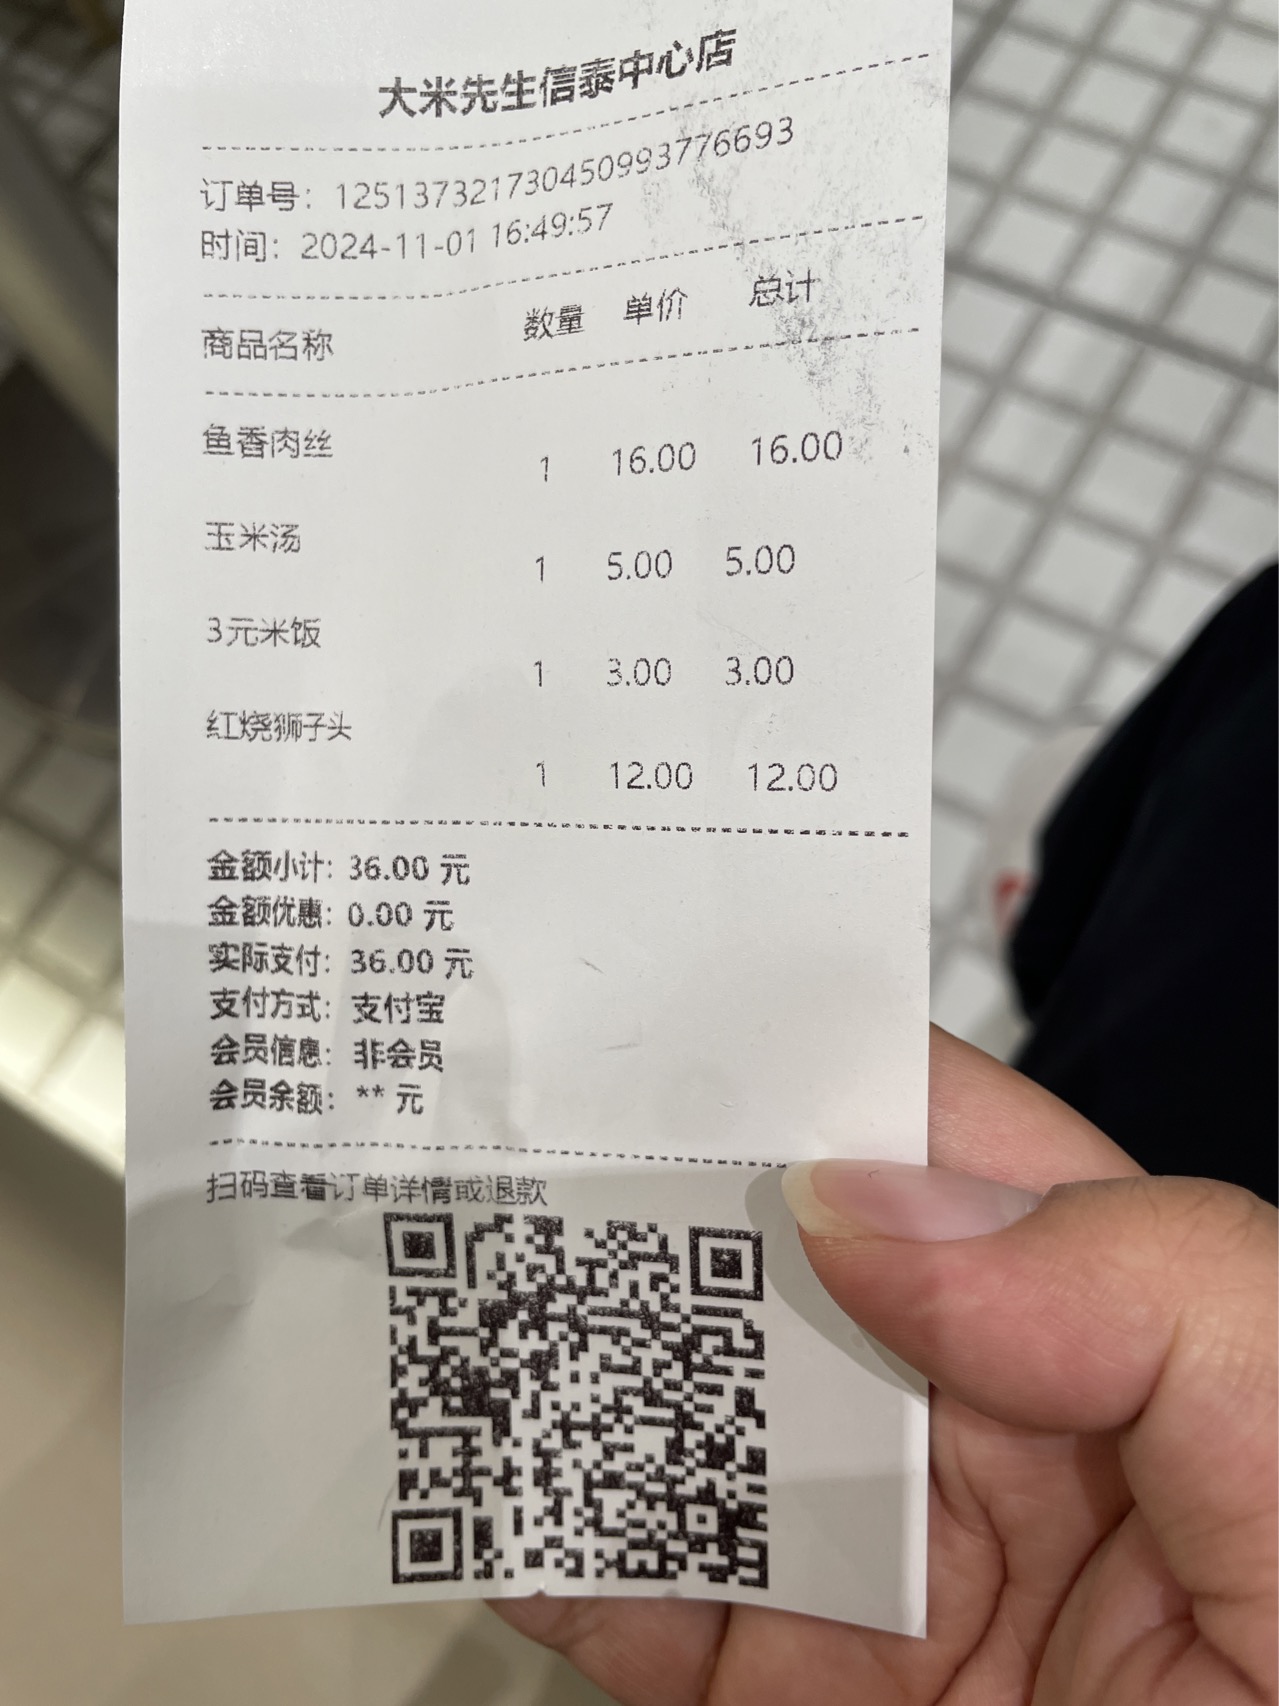 大米先生信泰中心店
订单号：1251373217304509937​76693
时间：2024-11-01 16:49:57
商品名称 数量 单价 总计
鱼香肉丝
1 16.00 16.00
玉米汤
1 5.00 5.00
3元米饭
1 3.00 3.00
红烧狮子头
1 12.00 12.00
金额小计：36.00 元
金额优惠：0.00 元
实际支付：36.00 元
支付方式：支付宝
会员信息：非会员
会员余额：** 元
扫码查看订单详情或退款